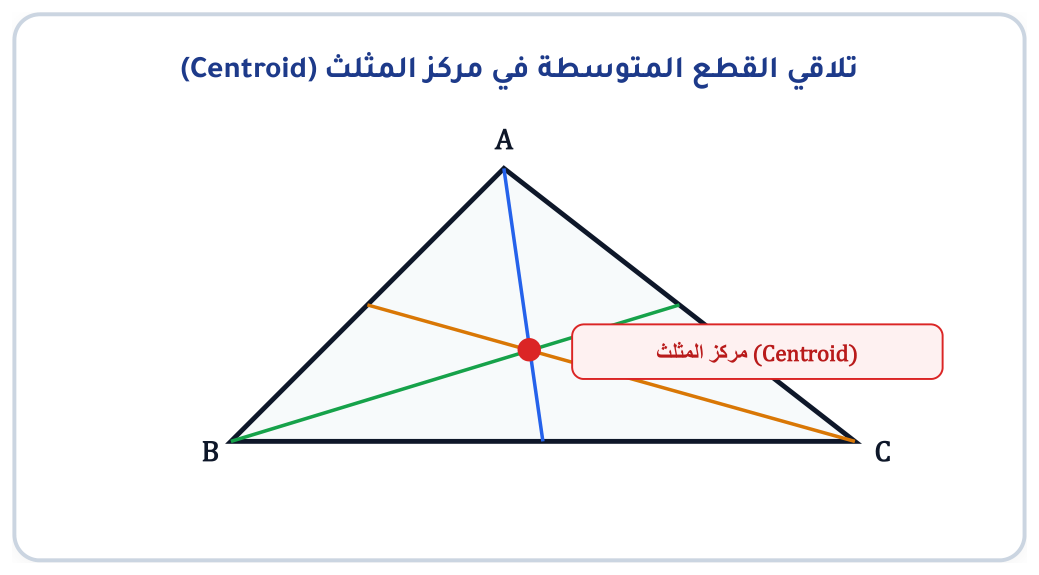 تلاقي القطع المتوسطة في مركز المثلث (Centroid)
A
(Centroid) مركز المثلث
B
C